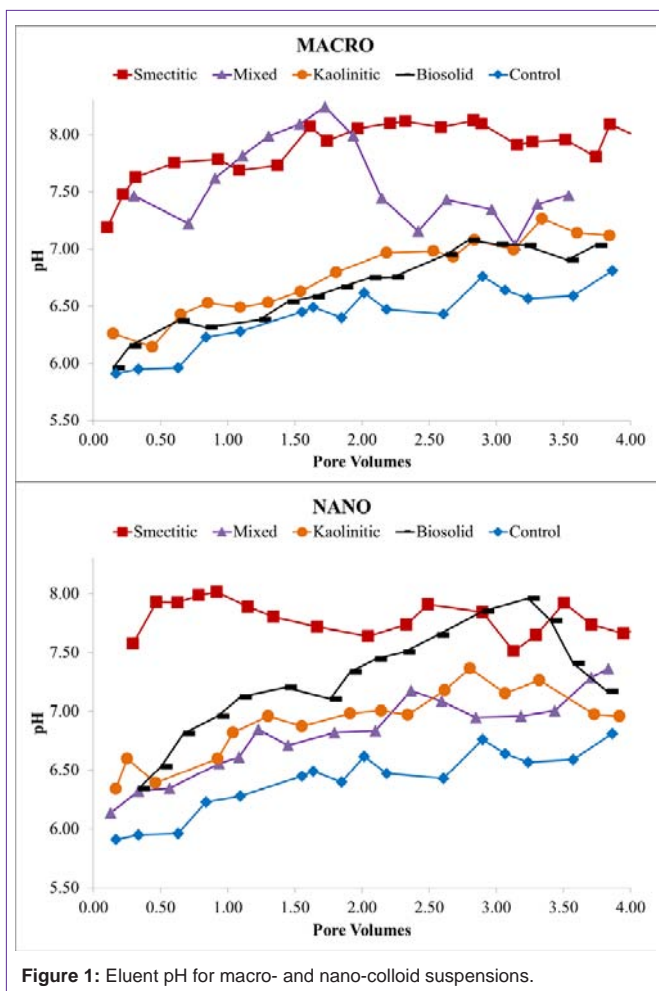 MACRO
Smectitic Mixed Kaolinitic Biosolid Control
8.00
7.50
7.00
6.50
6.00
5.50
pH
0.00 0.50 1.00 1.50 2.00 2.50 3.00 3.50 4.00
Pore Volumes
NANO
Smectitic Mixed Kaolinitic Biosolid Control
8.00
7.50
7.00
6.50
6.00
5.50
pH
0.00 0.50 1.00 1.50 2.00 2.50 3.00 3.50 4.00
Pore Volumes
Figure 1: Eluent pH for macro- and nano-colloid suspensions.